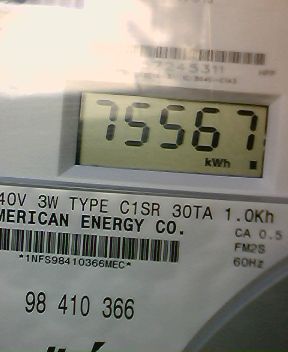 75567
kWh
40V 3W TYPE C1SR 30TA 1.0Kh
MERICAN ENERGY CO.
CA 0.5
FM2S
*1NFS98410366MEC*
60Hz
98 410 366